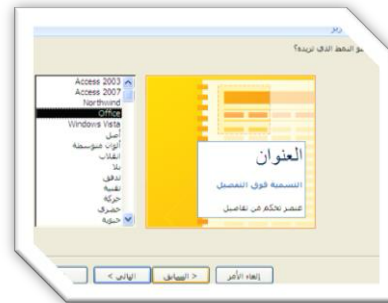 ما هو النمط الذي تريده؟
Access 2003
Access 2007
Northwind
Office
Windows Vista
أصل
ألوان متوسطة
انقلاب
بلا
تدفق
تقنية
حركة
حضري
حيوية
العنوان
التسمية فوق التفصيل
عنصر تحكم من تفاصيل
إلغاء الأمر
< السابق
التالي >